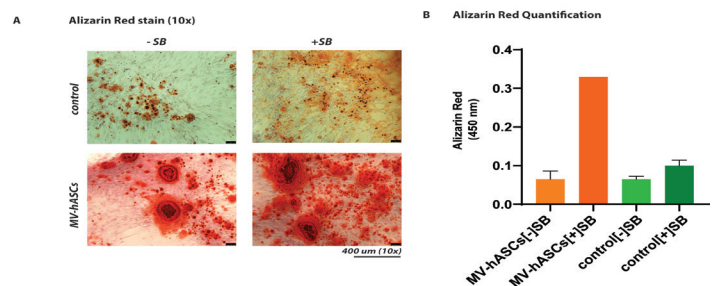 A Alizarin Red stain (10x)
- SB +SB
control
MV-hASCs
400 um (10x)
B Alizarin Red Quantification
Alizarin Red
(450 nm)
0.4
0.3
0.2
0.1
0.0
MV-hASCs[-]SB
MV-hASCs[+]SB
control[-]SB
control[+]SB